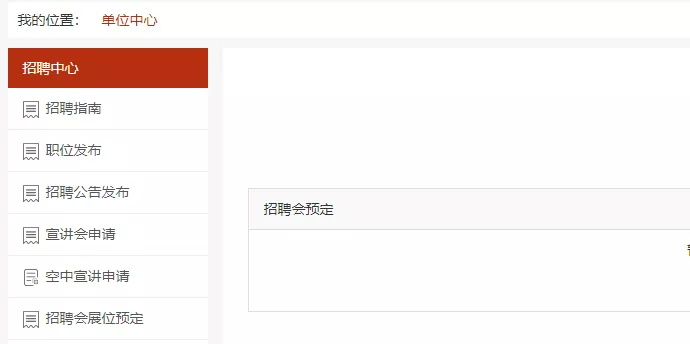 我的位置： 单位中心
招聘中心
招聘指南
职位发布
招聘公告发布
宣讲会申请
空中宣讲申请
招聘会展位预定
招聘会预定